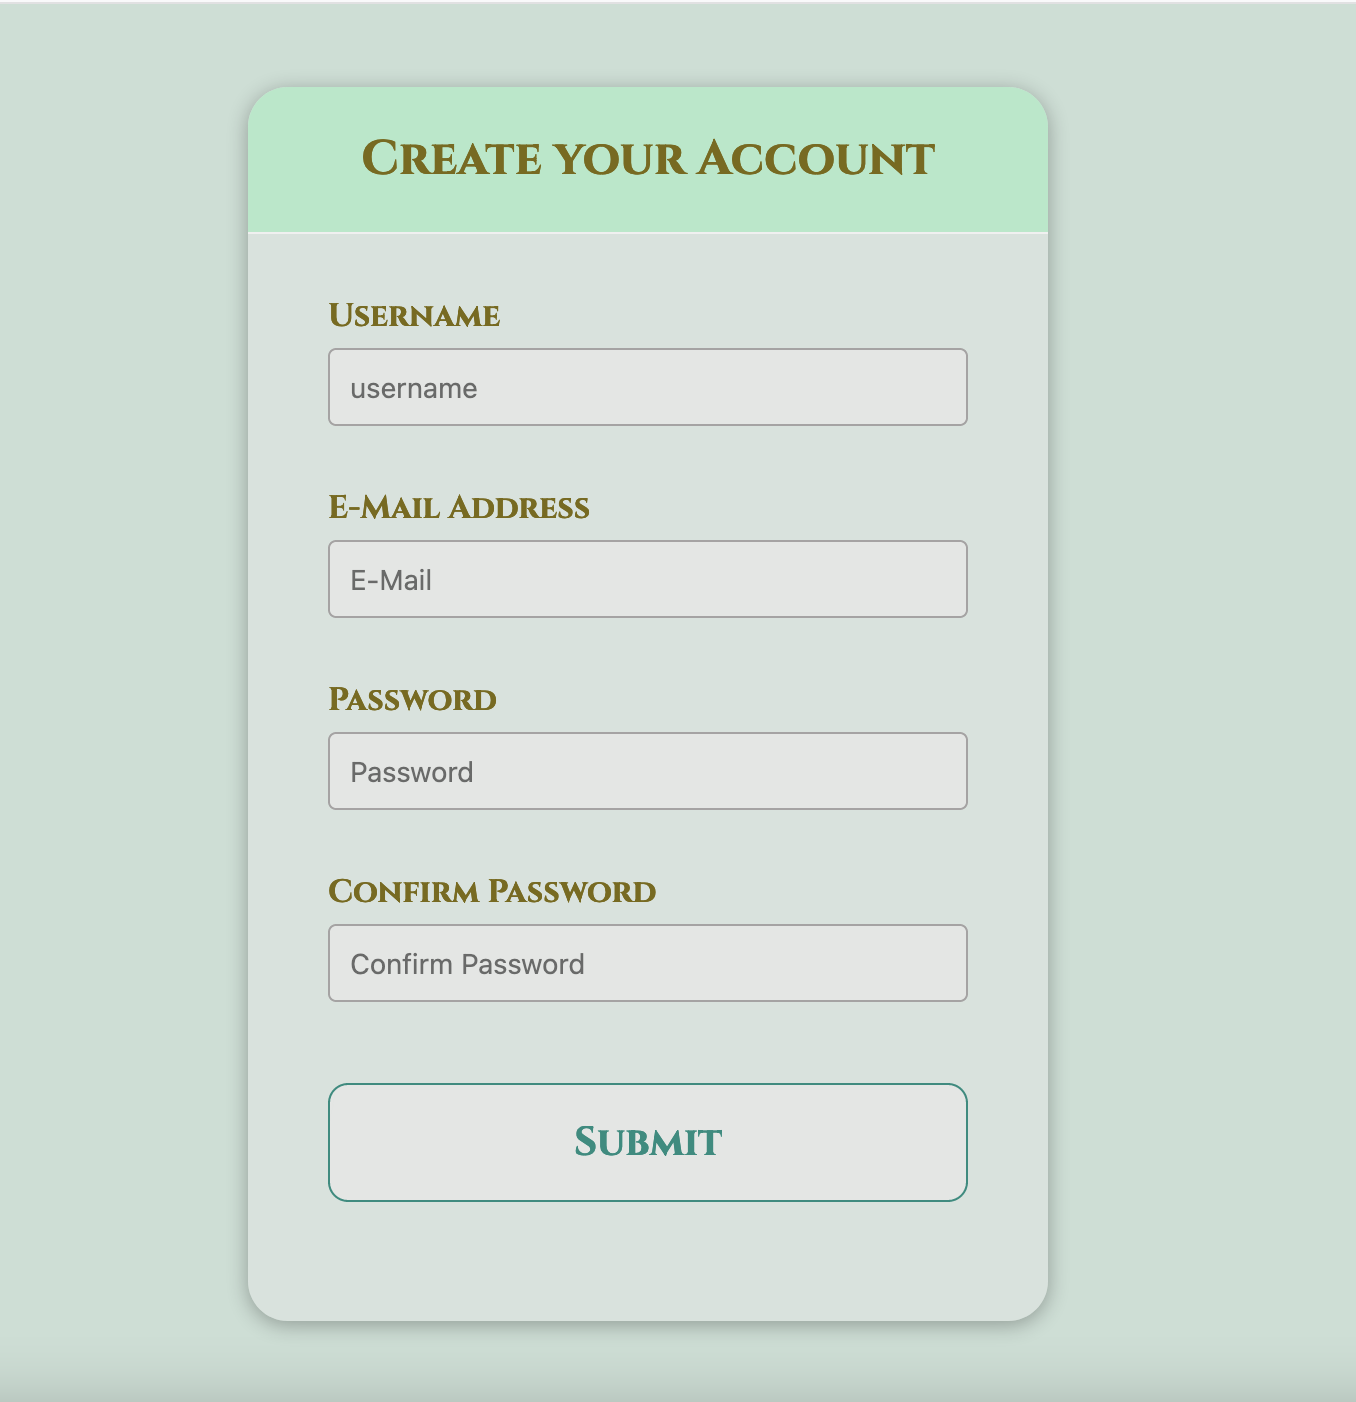 Create your Account
Username
username
E-Mail Address
E-Mail
Password
Password
Confirm Password
Confirm Password
Submit